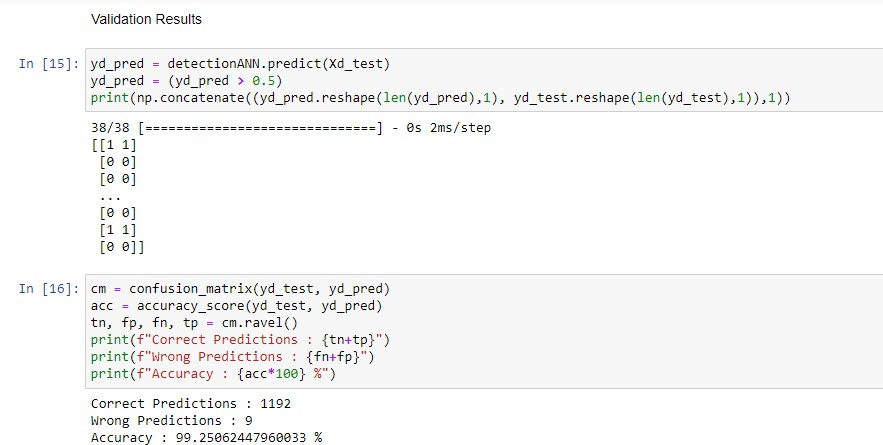 Validation Results
In [15]: yd_pred = detectionANN.predict(Xd_test)
yd_pred = (yd_pred > 0.5)
print(np.concatenate((yd_pred.reshape(len(yd_pred),1), yd_test.reshape(len(yd_test),1)),1))
38/38 [==============================] - 0s 2ms/step
[[1 1]
[0 0]
[0 0]
...
[0 0]
[1 1]
[0 0]]
In [16]: cm = confusion_matrix(yd_test, yd_pred)
acc = accuracy_score(yd_test, yd_pred)
tn, fp, fn, tp = cm.ravel()
print(f"Correct Predictions : {tn+tp}")
print(f"Wrong Predictions : {fn+fp}")
print(f"Accuracy : {acc*100} %")
Correct Predictions : 1192
Wrong Predictions : 9
Accuracy : 99.25062447960033 %